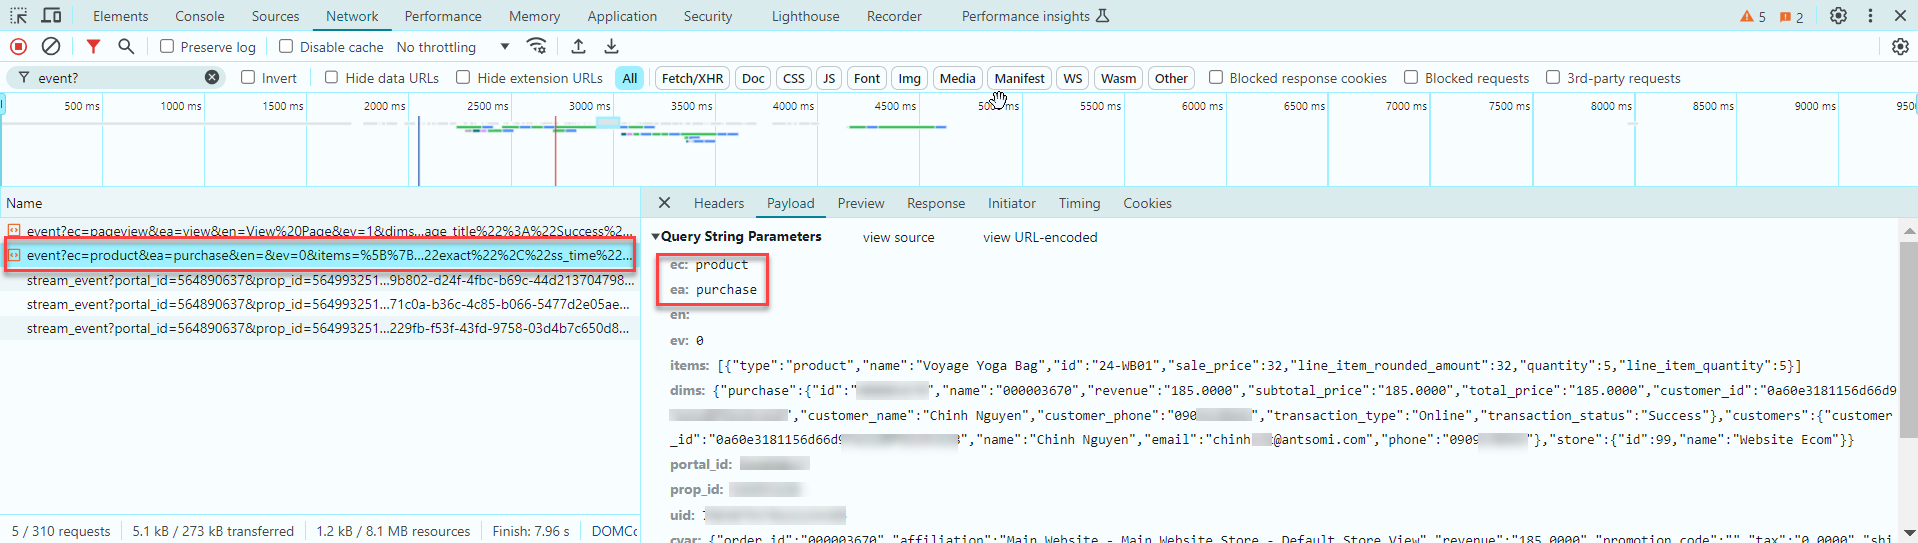 Elements Console Sources Network Performance Memory Application Security Lighthouse Recorder Performance insights 5 2
Preserve log Disable cache No throttling
event? Invert Hide data URLs Hide extension URLs All Fetch/XHR Doc CSS JS Font Img Media Manifest WS Wasm Other Blocked response cookies Blocked requests 3rd-party requests
500 ms 1000 ms 1500 ms 2000 ms 2500 ms 3000 ms 3500 ms 4000 ms 4500 ms 5000 ms 5500 ms 6000 ms 6500 ms 7000 ms 7500 ms 8000 ms 8500 ms 9000 ms 950
Name
event?ec=pageview&ea=view&en=View%20Page&ev=1&dims...age_title%22%3A%22Success%2...
event?ec=product&ea=purchase&en=&ev=0&items=%5B%7B...22exact%22%2C%22ss_time%22...
stream_event?portal_id=564890637&prop_id=564993251...9b802-d24f-4fbc-b69c-44d213704798...
stream_event?portal_id=564890637&prop_id=564993251...71c0a-b36c-4c85-b066-5477d2e05ae...
stream_event?portal_id=564890637&prop_id=564993251...229fb-f53f-43fd-9758-03d4b7c650d8...
5 / 310 requests 5.1 kB / 273 kB transferred 1.2 kB / 8.1 MB resources Finish: 7.96 s DOMCo
Headers Payload Preview Response Initiator Timing Cookies
▼Query String Parameters view source view URL-encoded
ec: product
ea: purchase
en:
ev: 0
items: [{"type":"product","name":"Voyage Yoga Bag","id":"24-WB01","sale_price":32,"line_item_rounded_amount":32,"quantity":5,"line_item_quantity":5}]
dims: {"purchase":{"id":" ","name":"000003670","revenue":"185.0000","subtotal_price":"185.0000","total_price":"185.0000","customer_id":"0a60e3181156d66d9
","customer_name":"Chinh Nguyen","customer_phone":"090 ","transaction_type":"Online","transaction_status":"Success"},"customers":{"customer
_id":"0a60e3181156d66d9 ","name":"Chinh Nguyen","email":"chinh @antsomi.com","phone":"0909 "},"store":{"id":99,"name":"Website Ecom"}}
portal_id:
prop_id:
uid:
cvar: {"order_id":"000003670","affiliation":"Main Website - Main Website Store - Default Store View","revenue":"185.0000","promotion_code":"","tax":"0.0000","shi